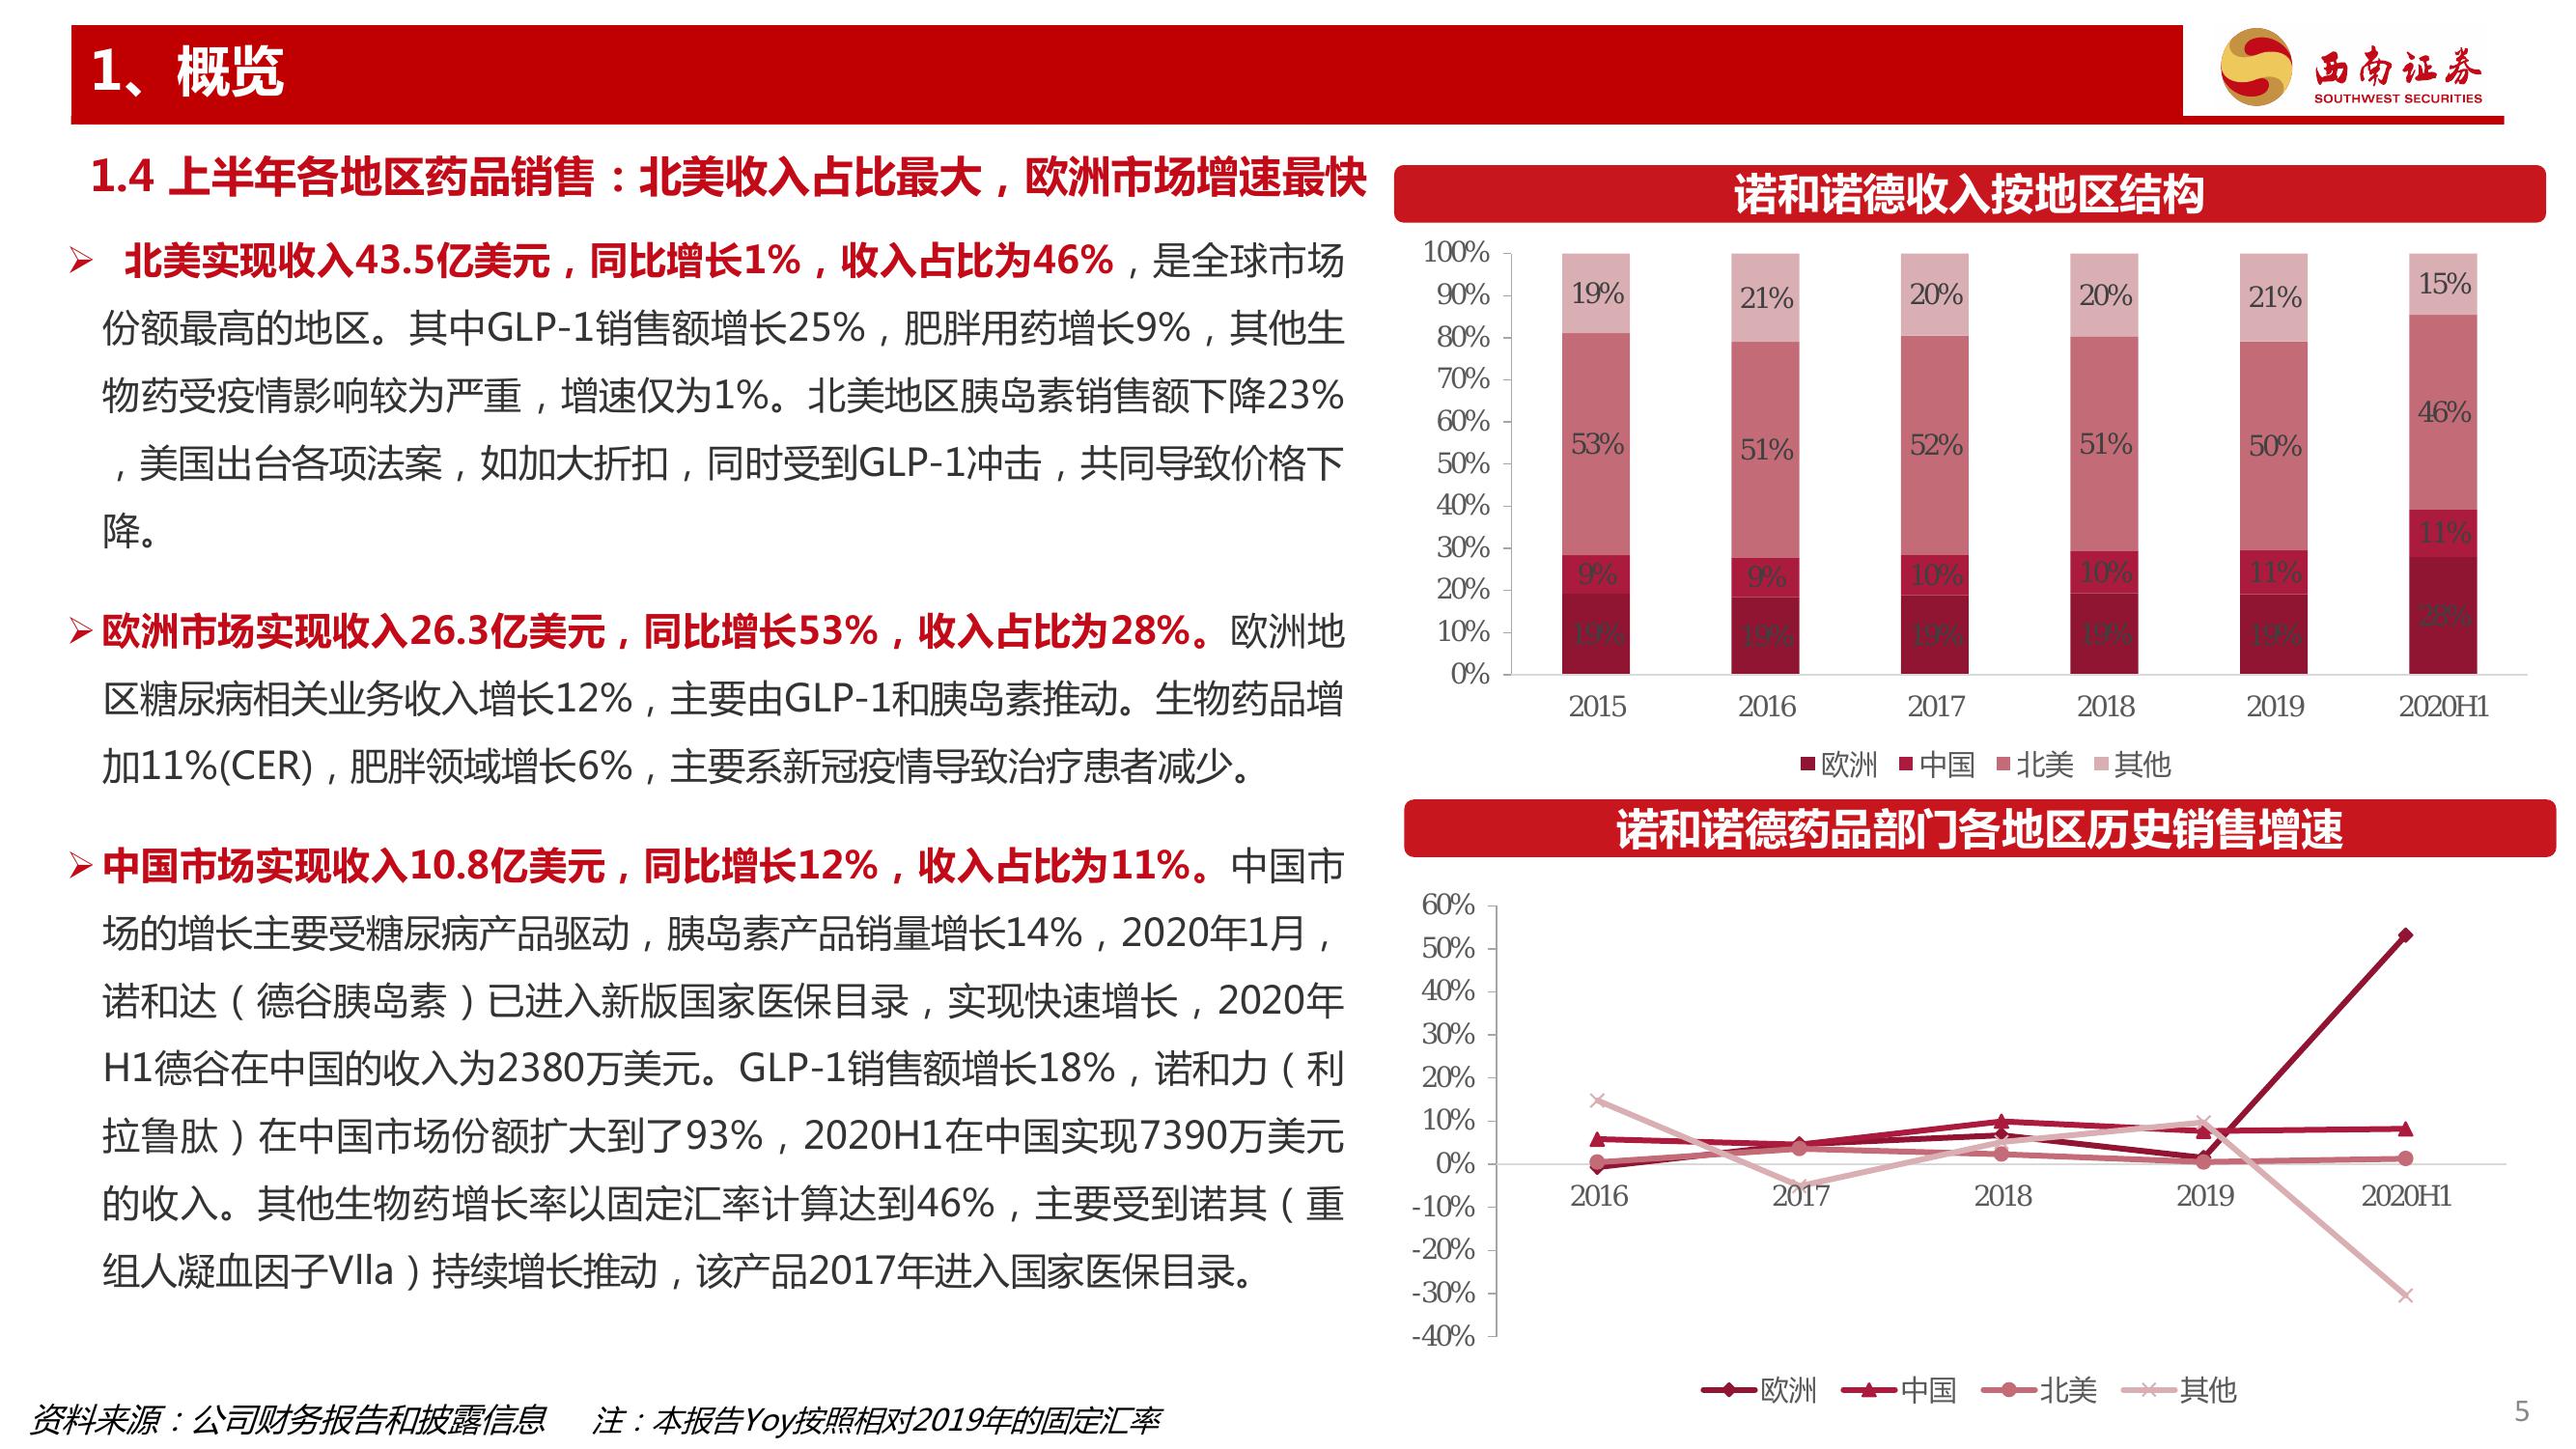 1、概览
西南证券
SOUTHWEST SECURITIES
1.4 上半年各地区药品销售：北美收入占比最大，欧洲市场增速最快
➢ 北美实现收入43.5亿美元，同比增长1%，收入占比为46%，是全球市场
份额最高的地区。其中GLP-1销售额增长25%，肥胖用药增长9%，其他生
物药受疫情影响较为严重，增速仅为1%。北美地区胰岛素销售额下降23%
，美国出台各项法案，如加大折扣，同时受到GLP-1冲击，共同导致价格下
降。
➢欧洲市场实现收入26.3亿美元，同比增长53%，收入占比为28%。欧洲地
区糖尿病相关业务收入增长12%，主要由GLP-1和胰岛素推动。生物药品增
加11%(CER)，肥胖领域增长6%，主要系新冠疫情导致治疗患者减少。
➢中国市场实现收入10.8亿美元，同比增长12%，收入占比为11%。中国市
场的增长主要受糖尿病产品驱动，胰岛素产品销量增长14%，2020年1月，
诺和达（德谷胰岛素）已进入新版国家医保目录，实现快速增长，2020年
H1德谷在中国的收入为2380万美元。GLP-1销售额增长18%，诺和力（利
拉鲁肽）在中国市场份额扩大到了93%，2020H1在中国实现7390万美元
的收入。其他生物药增长率以固定汇率计算达到46%，主要受到诺其（重
组人凝血因子Vlla）持续增长推动，该产品2017年进入国家医保目录。
诺和诺德收入按地区结构
100%
90%
80%
70%
60%
50%
40%
30%
20%
10%
0%
19% 21% 20% 20% 21% 15%
53% 51% 52% 51% 50% 46%
9% 9% 10% 10% 11% 11%
19% 19% 19% 19% 19% 28%
2015 2016 2017 2018 2019 2020H1
欧洲 中国 北美 其他
诺和诺德药品部门各地区历史销售增速
60%
50%
40%
30%
20%
10%
0%
-10%
-20%
-30%
-40%
2016 2017 2018 2019 2020H1
欧洲 中国 北美 其他
资料来源：公司财务报告和披露信息 注：本报告Yoy按照相对2019年的固定汇率
5